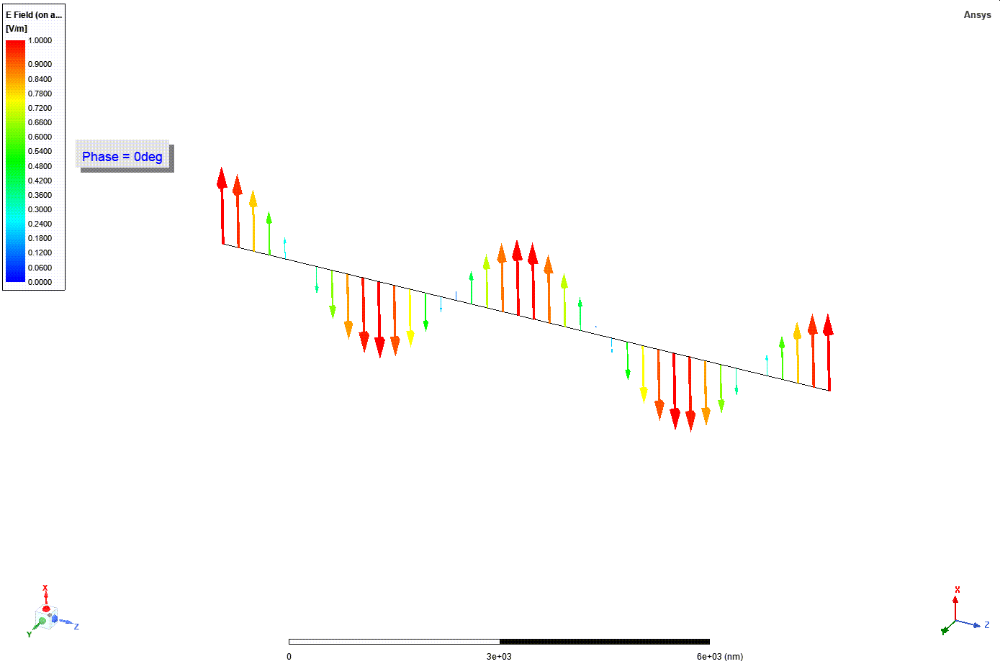 E Field (on a...
[V/m]
1.0000
0.9000
0.8400
0.7800
0.7200
0.6600
0.6000
0.5400
0.4800
0.4200
0.3600
0.3000
0.2400
0.1800
0.1200
0.0600
0.0000
Ansys
Phase = 0deg
X
Y
Z
X
Y
Z
0
3e+03
6e+03 (nm)